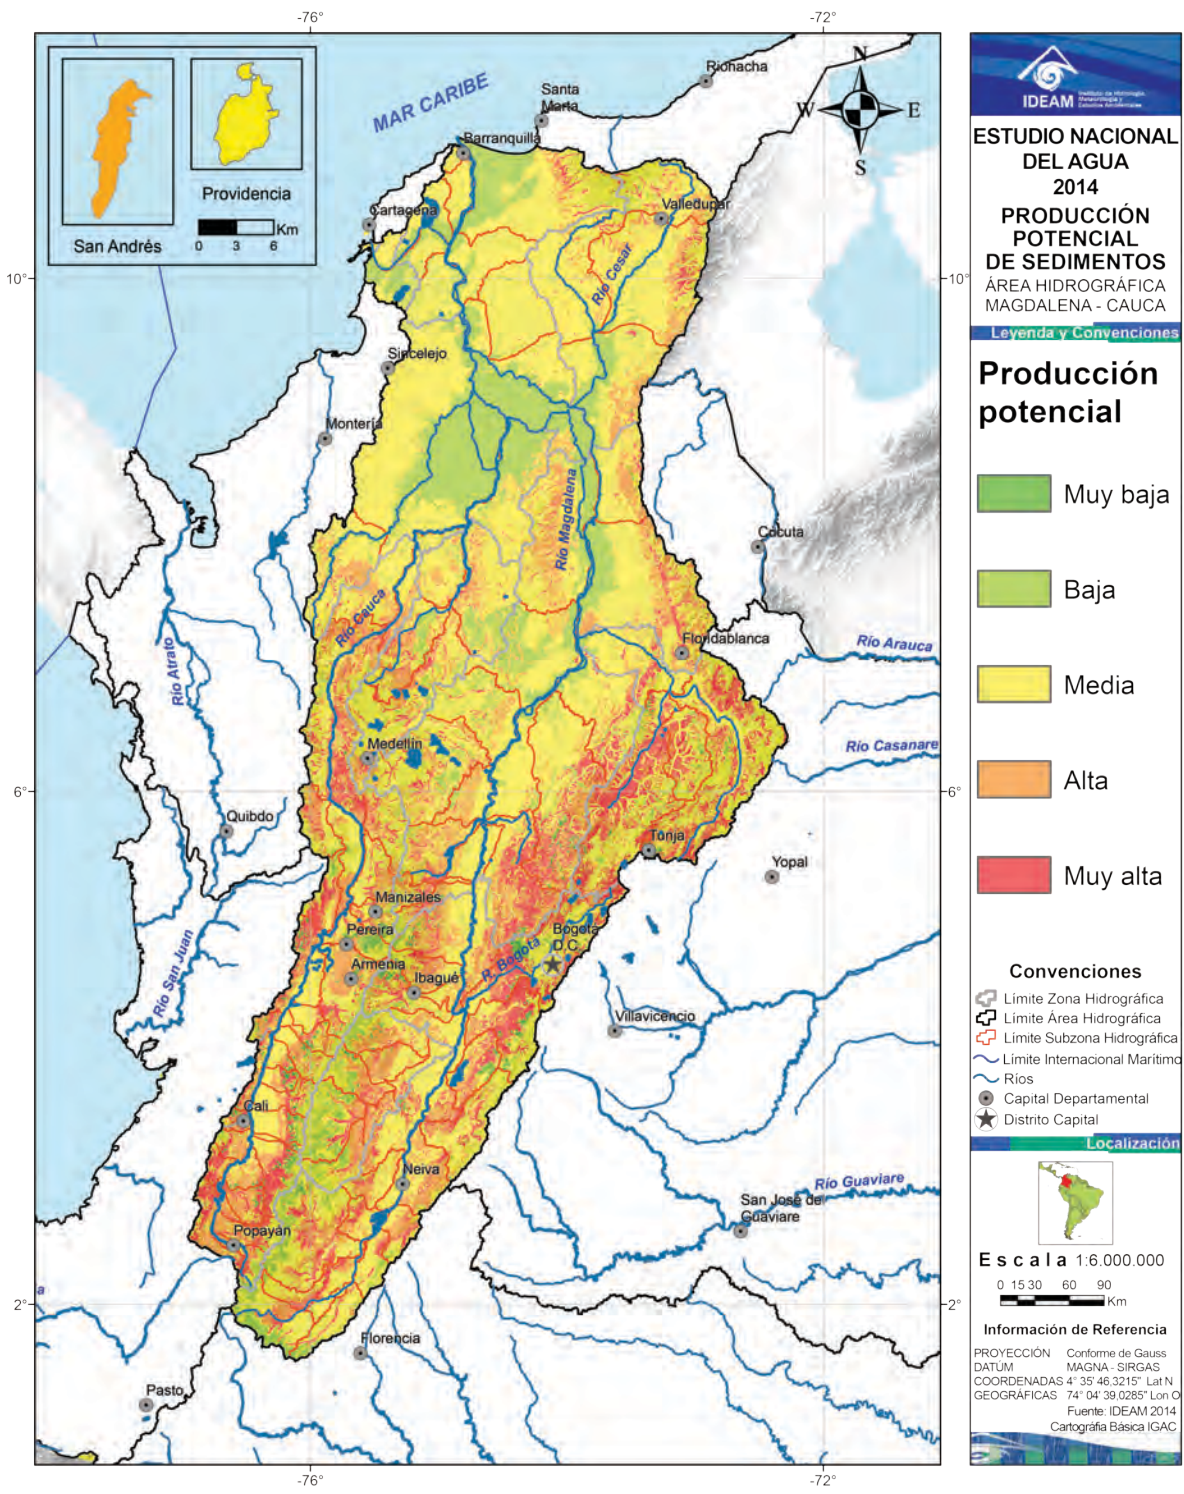 -76°
-72°
San Andrés
Providencia
Km
0 3 6
MAR CARIBE
Riohacha
Santa
Marta
Barranquilla
Cartagena
Valledupar
Río Cesar
10°
10°
Sincelejo
Montería
Río Magdalena
Cúcuta
Río Cauca
Floridablanca
Río Arauca
Río Atrato
Medellín
Río Casanare
6°
6°
Quibdo
Tunja
Yopal
Manizales
Pereira
Bogotá
D.C
Armenia
Ibagué
R. Bogotá
Río San Juan
Villavicencio
Cali
Neiva
Río Guaviare
San José de
Guaviare
Popayán
a
2°
2°
Florencia
Pasto
-76°
-72°
N
W
E
S
IDEAM
Instituto de Hidrología,
Meteorología y
Estudios Ambientales
ESTUDIO NACIONAL
DEL AGUA
2014
PRODUCCIÓN
POTENCIAL
DE SEDIMENTOS
ÁREA HIDROGRÁFICA
MAGDALENA - CAUCA
Leyenda y Convenciones
Producción
potencial
Muy baja
Baja
Media
Alta
Muy alta
Convenciones
Límite Zona Hidrográfica
Límite Área Hidrográfica
Límite Subzona Hidrográfica
Límite Internacional Marítimo
Ríos
Capital Departamental
Distrito Capital
Localización
Escala 1:6.000.000
0 15 30 60 90
Km
Información de Referencia
PROYECCIÓN Conforme de Gauss
DATÚM MAGNA - SIRGAS
COORDENADAS 4° 35' 46,3215" Lat N
GEOGRÁFICAS 74° 04' 39,0285" Lon O
Fuente: IDEAM 2014
Cartografía Básica IGAC